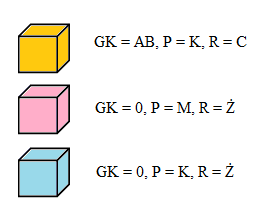 GK = AB, P = K, R = C
GK = 0, P = M, R = Ż
GK = 0, P = K, R = Ż